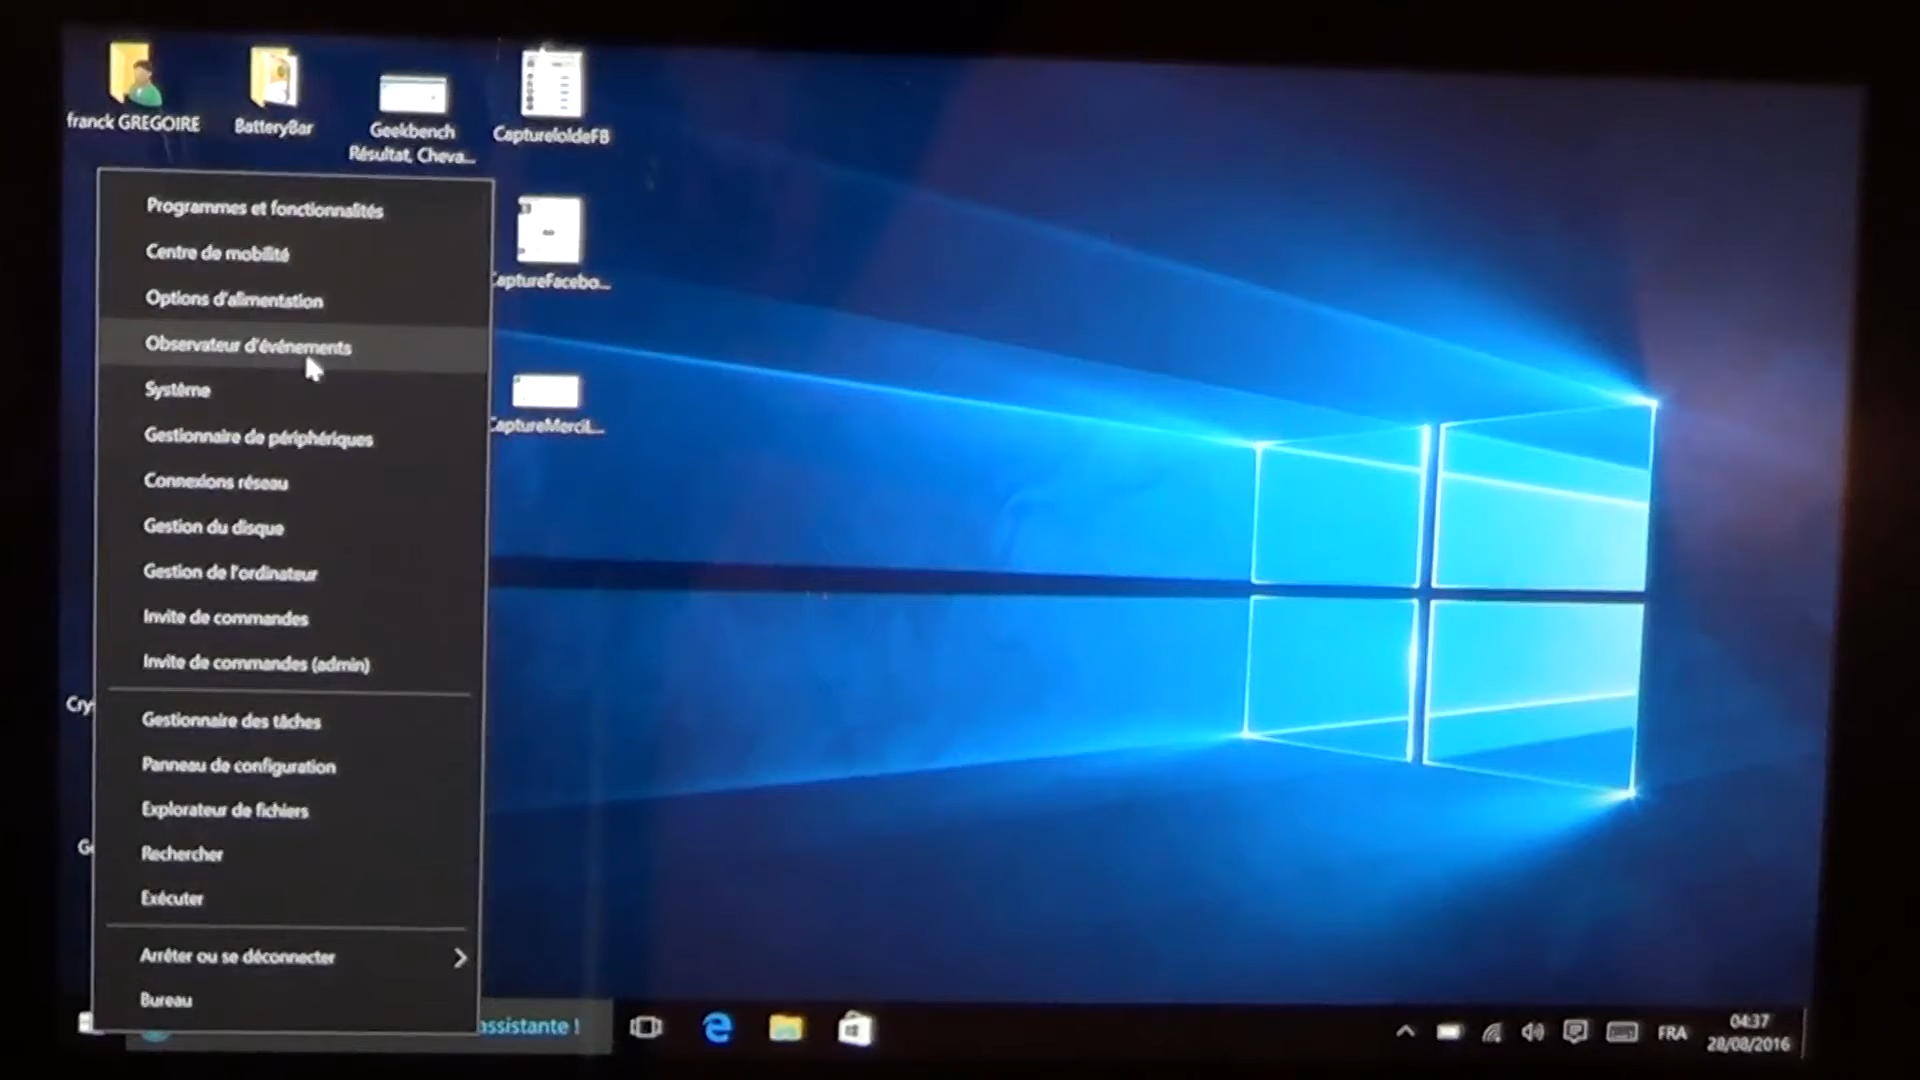 franck GREGOIRE
BatteryBar
Geekbench
Résultat, Cheva...
CaptureloldeFB
Programmes et fonctionnalités
Centre de mobilité
Options d'alimentation
Observateur d'événements
Système
Gestionnaire de périphériques
Connexions réseau
Gestion du disque
Gestion de l'ordinateur
Invite de commandes
Invite de commandes (admin)
Gestionnaire des tâches
Panneau de configuration
Explorateur de fichiers
Rechercher
Exécuter
Arrêter ou se déconnecter
Bureau
CaptureFacebo...
CaptureMerciL...
Cry
assistante !
FRA
04:37
28/08/2016